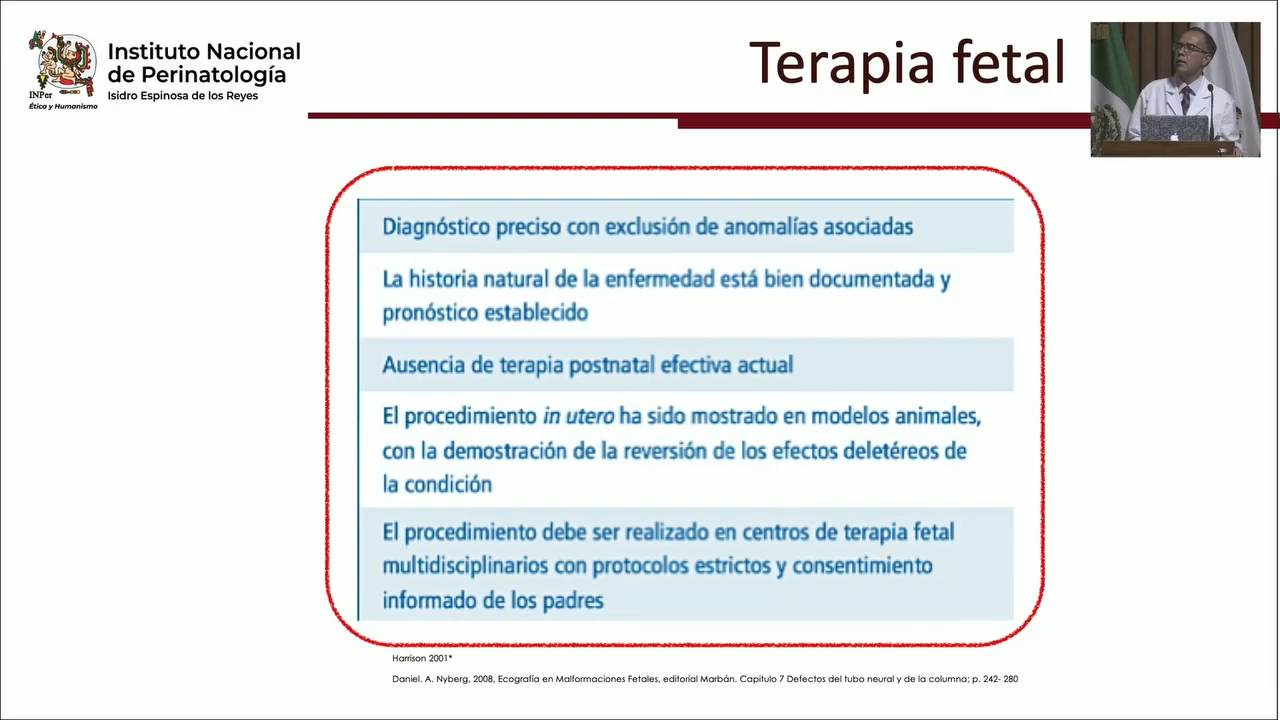 Instituto Nacional
de Perinatología
Isidro Espinosa de los Reyes
INPer
Ética y Humanismo
Terapia fetal
Diagnóstico preciso con exclusión de anomalías asociadas
La historia natural de la enfermedad está bien documentada y
pronóstico establecido
Ausencia de terapia postnatal efectiva actual
El procedimiento in utero ha sido mostrado en modelos animales,
con la demostración de la reversión de los efectos deletéreos de
la condición
El procedimiento debe ser realizado en centros de terapia fetal
multidisciplinarios con protocolos estrictos y consentimiento
informado de los padres
Harrison 2001*
Daniel. A. Nyberg, 2008, Ecografía en Malformaciones Fetales, editorial Marbán. Capitulo 7 Defectos del tubo neural y de la columna; p. 242- 280